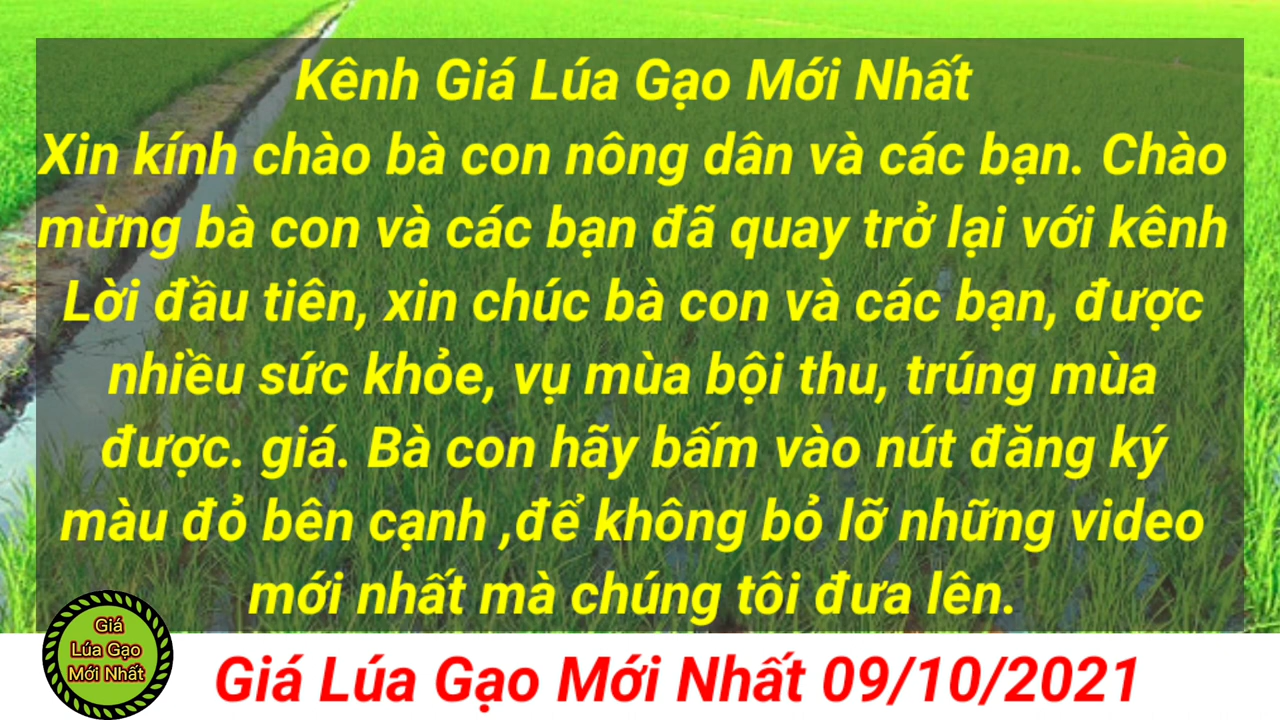 Kênh Giá Lúa Gạo Mới Nhất
Xin kính chào bà con nông dân và các bạn. Chào
mừng bà con và các bạn đã quay trở lại với kênh
Lời đầu tiên, xin chúc bà con và các bạn, được
nhiều sức khỏe, vụ mùa bội thu, trúng mùa
được. giá. Bà con hãy bấm vào nút đăng ký
màu đỏ bên cạnh ,để không bỏ lỡ những video
mới nhất mà chúng tôi đưa lên.
Giá
Lúa Gạo
Mới Nhất
Giá Lúa Gạo Mới Nhất 09/10/2021